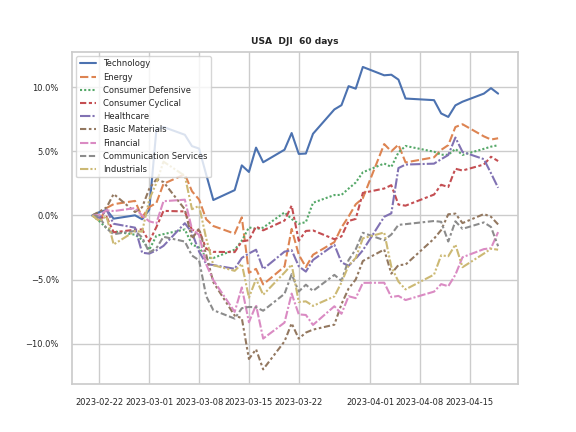 USA  DJI  60 days
Technology
Energy
Consumer Defensive
Consumer Cyclical
Healthcare
Basic Materials
Financial
Communication Services
Industrials
10.0%
5.0%
0.0%
−5.0%
−10.0%
2023-02-22 2023-03-01 2023-03-08 2023-03-15 2023-03-22 2023-04-01 2023-04-08 2023-04-15